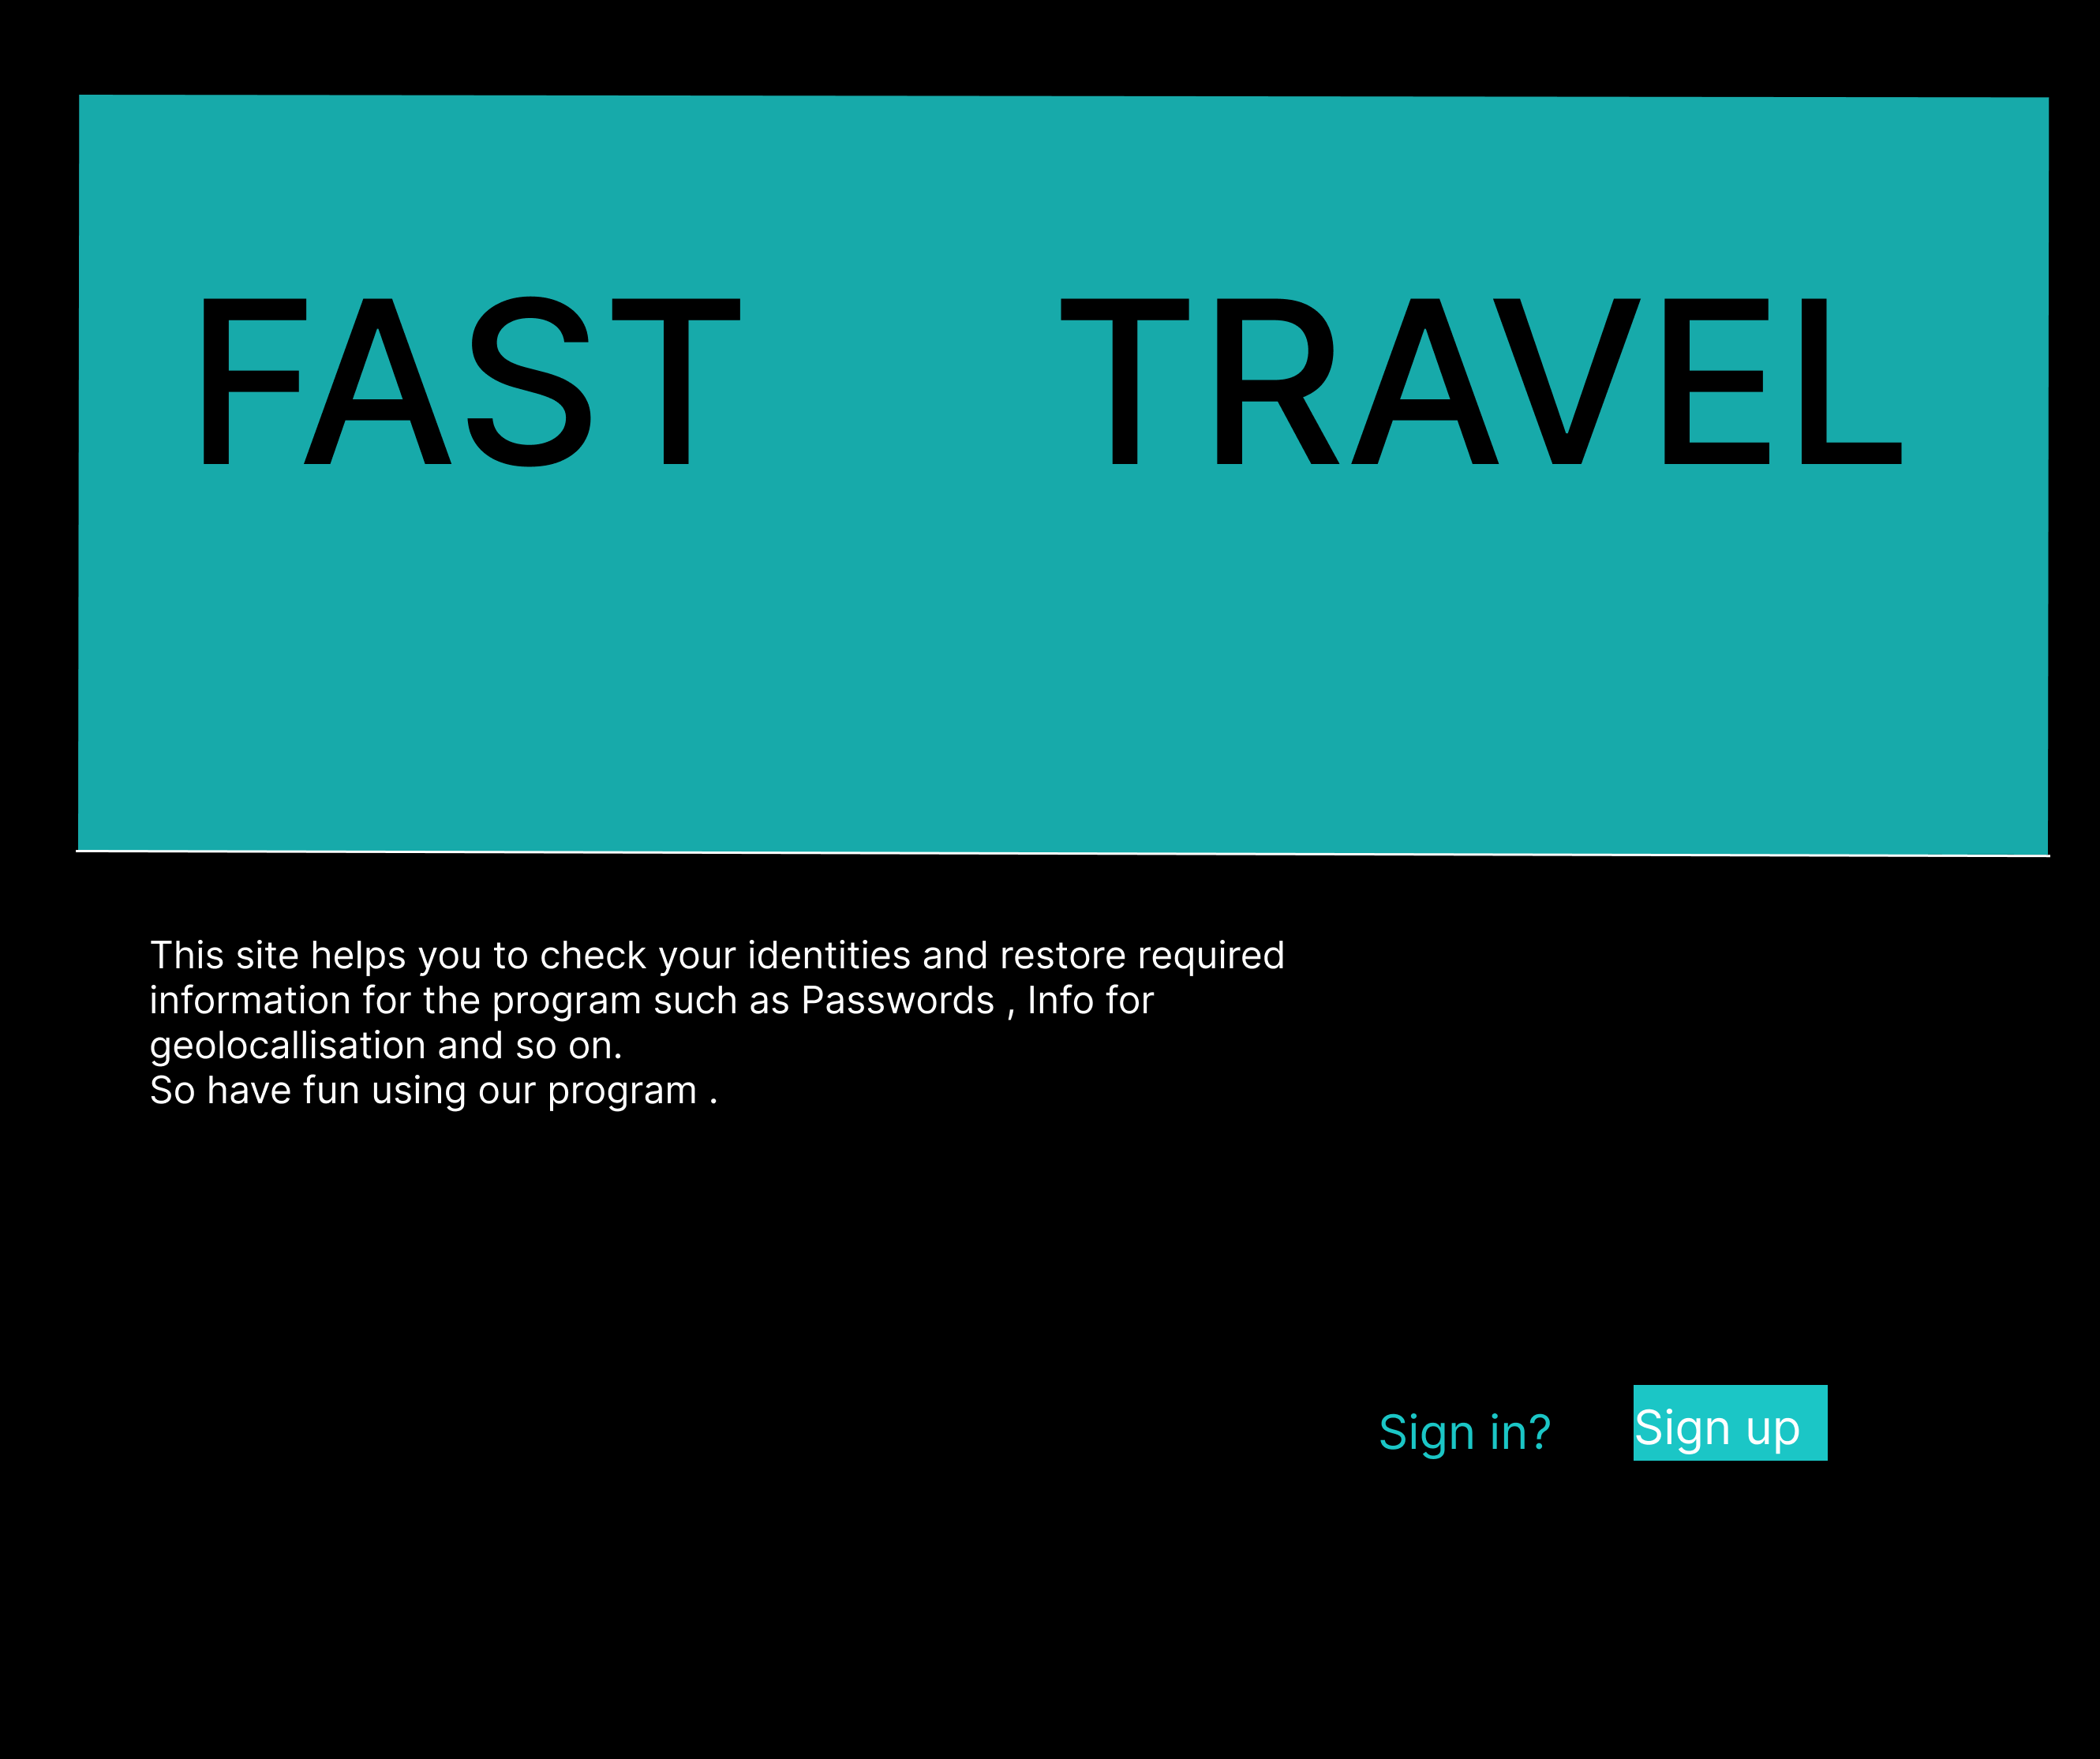 FAST TRAVEL
This site helps you to check your identities and restore required
information for the program such as Passwords , Info for
geolocallisation and so on.
So have fun using our program .
Sign in? Sign up